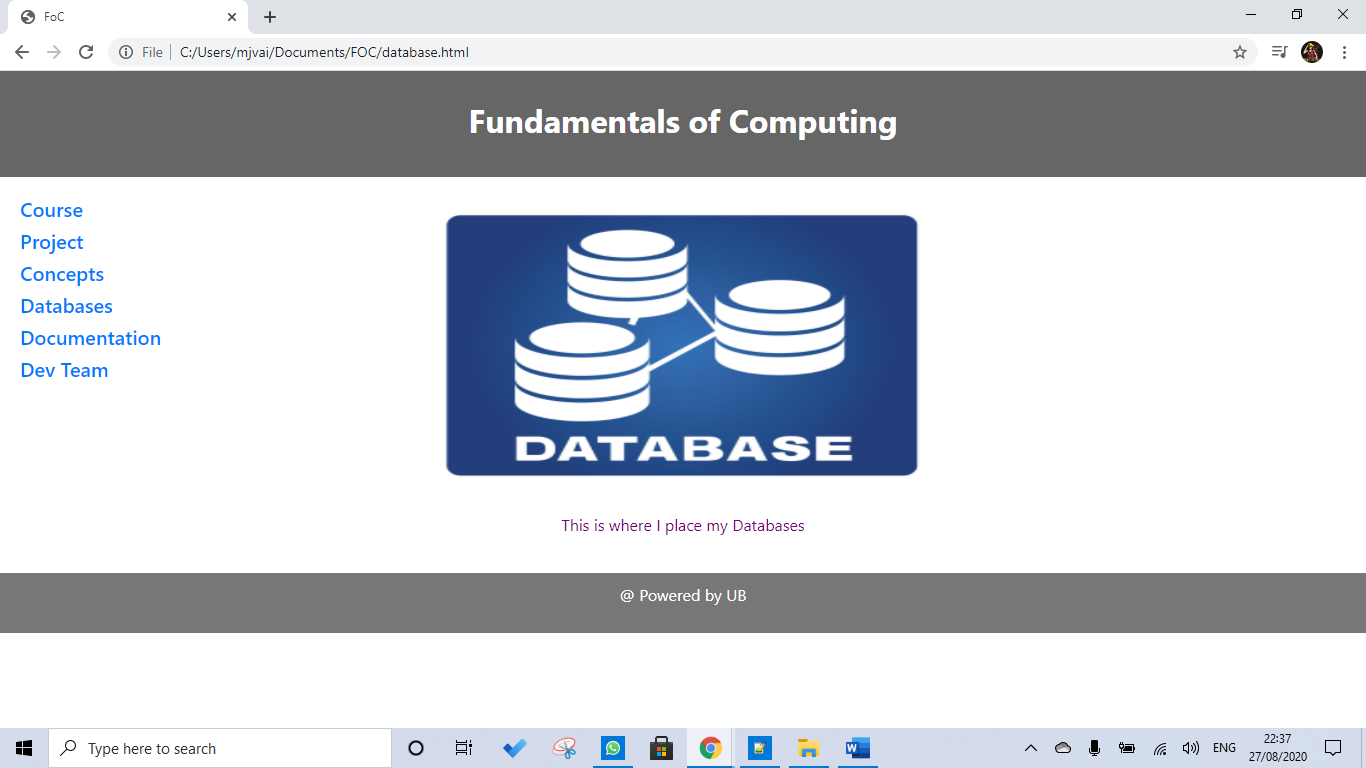 FoC
File
C:/Users/mjvai/Documents/FOC/database.html
Fundamentals of Computing
Course
Project
Concepts
Databases
Documentation
Dev Team
DATABASE
This is where I place my Databases
@ Powered by UB
Type here to search
ENG
22:37
27/08/2020